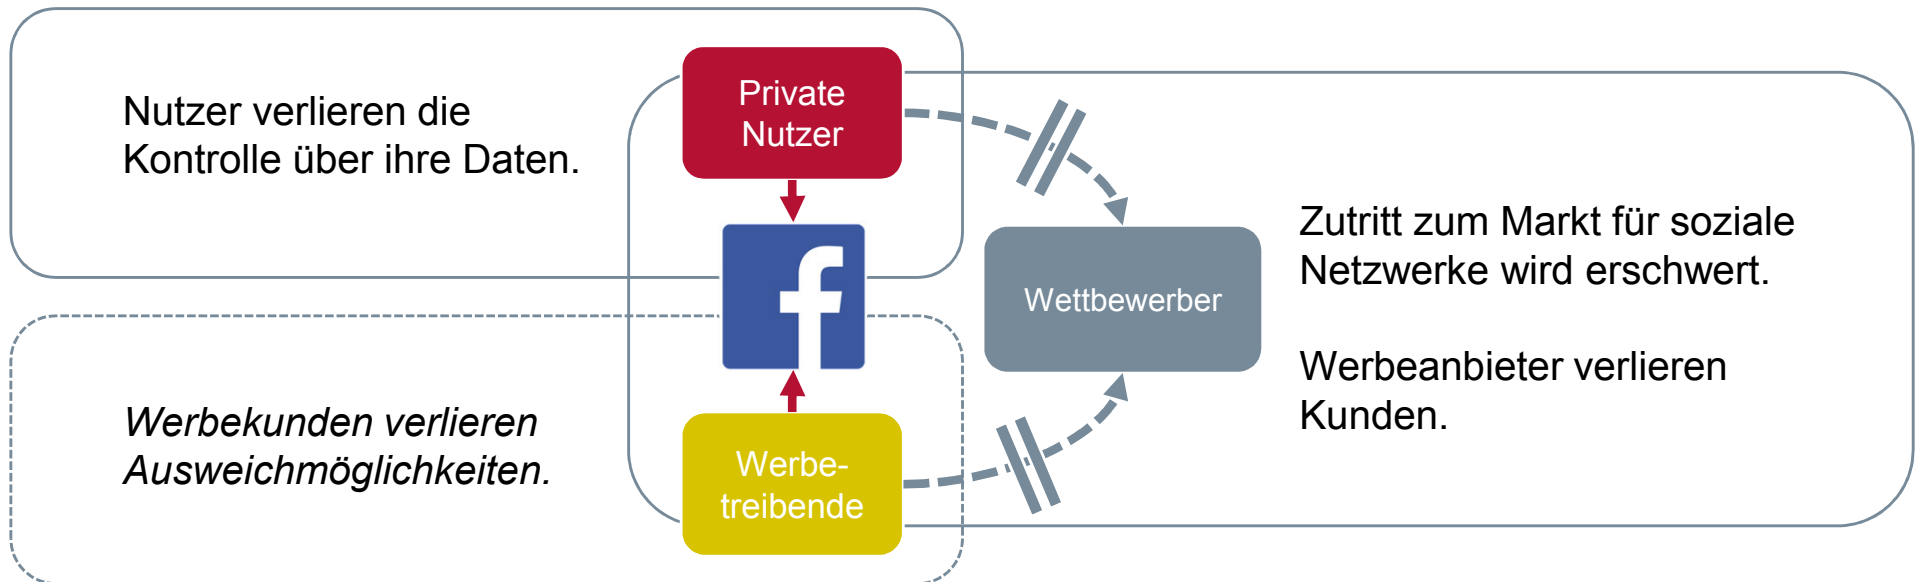 Nutzer verlieren die
Kontrolle über ihre Daten.
Private
Nutzer
Wettbewerber
Zutritt zum Markt für soziale
Netzwerke wird erschwert.
Werbeanbieter verlieren
Kunden.
Werbekunden verlieren
Ausweichmöglichkeiten.
Werbe-
treibende
f